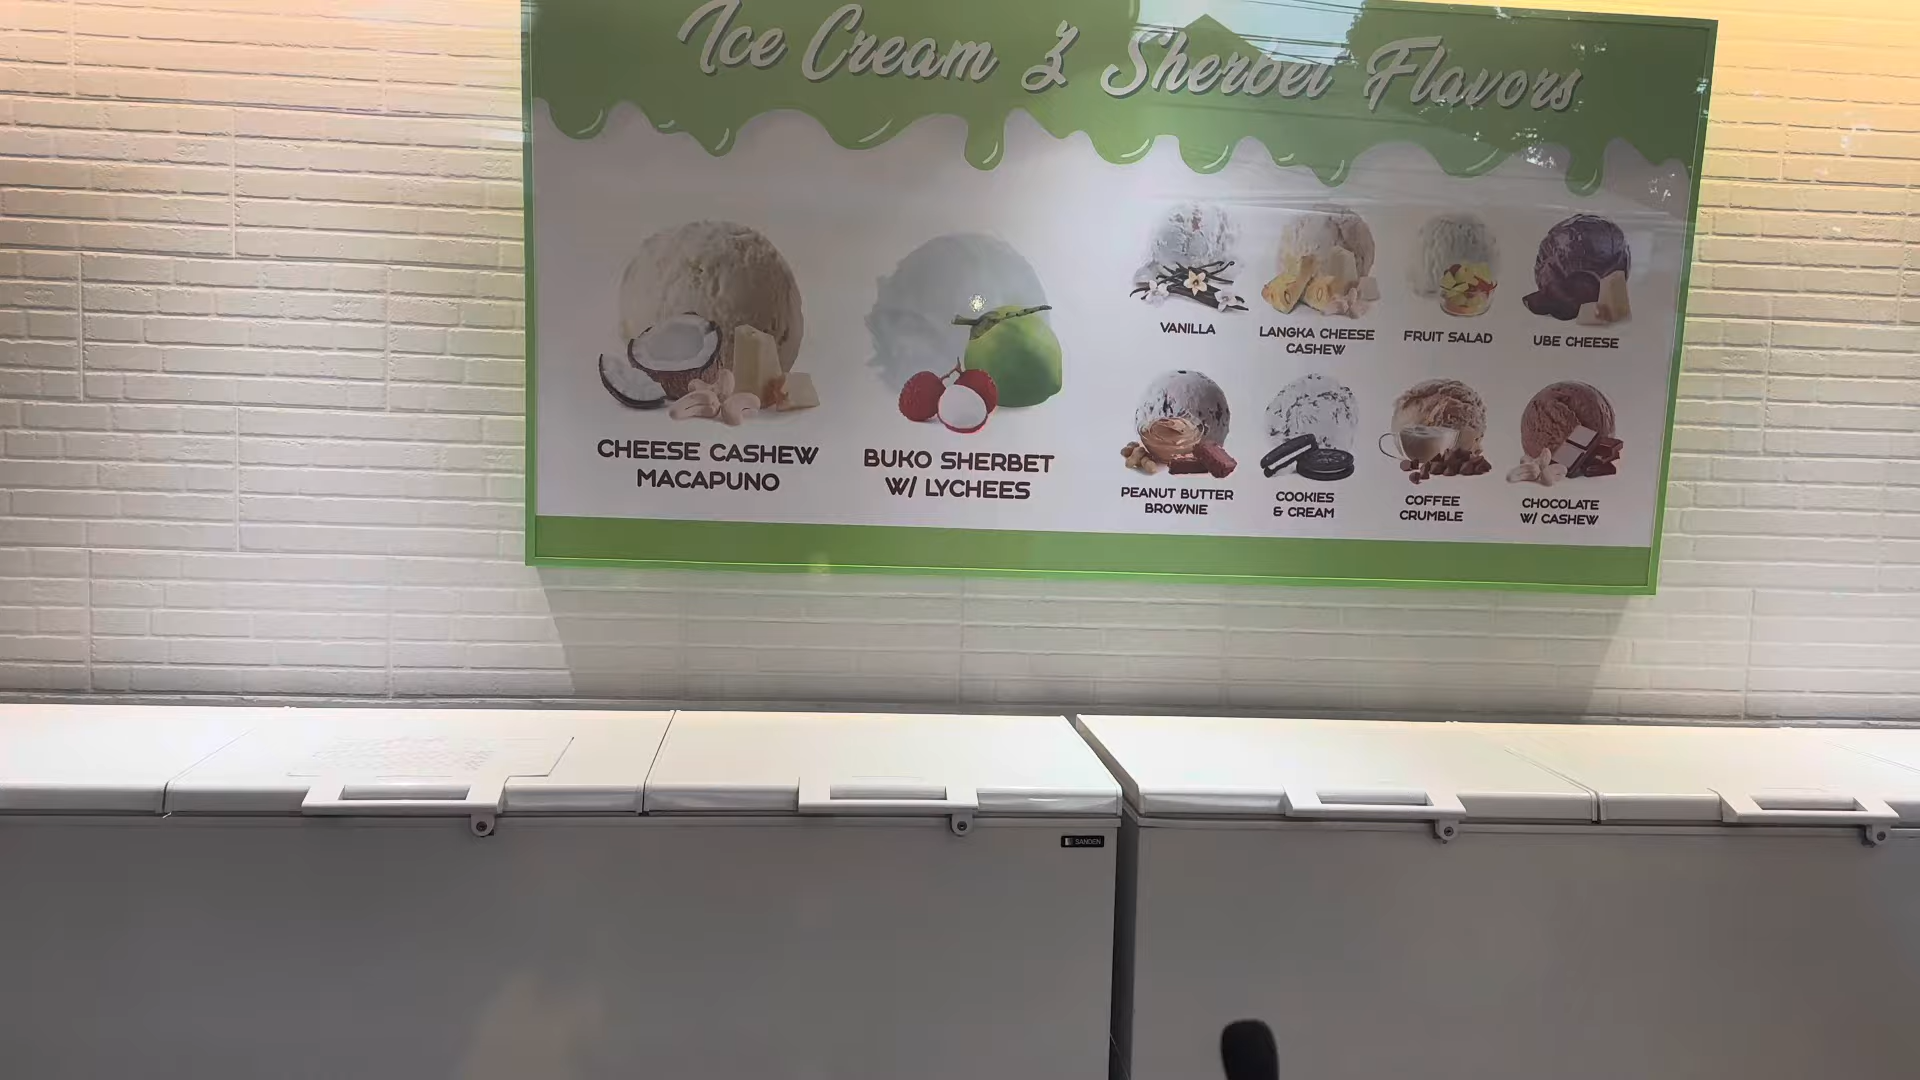 Ice Cream & Sherbet Flavors
CHEESE CASHEW
MACAPUNO
BUKO SHERBET
W/ LYCHEES
VANILLA
LANGKA CHEESE
CASHEW
FRUIT SALAD
UBE CHEESE
PEANUT BUTTER
BROWNIE
COOKIES
& CREAM
COFFEE
CRUMBLE
CHOCOLATE
W/ CASHEW
SANDEN